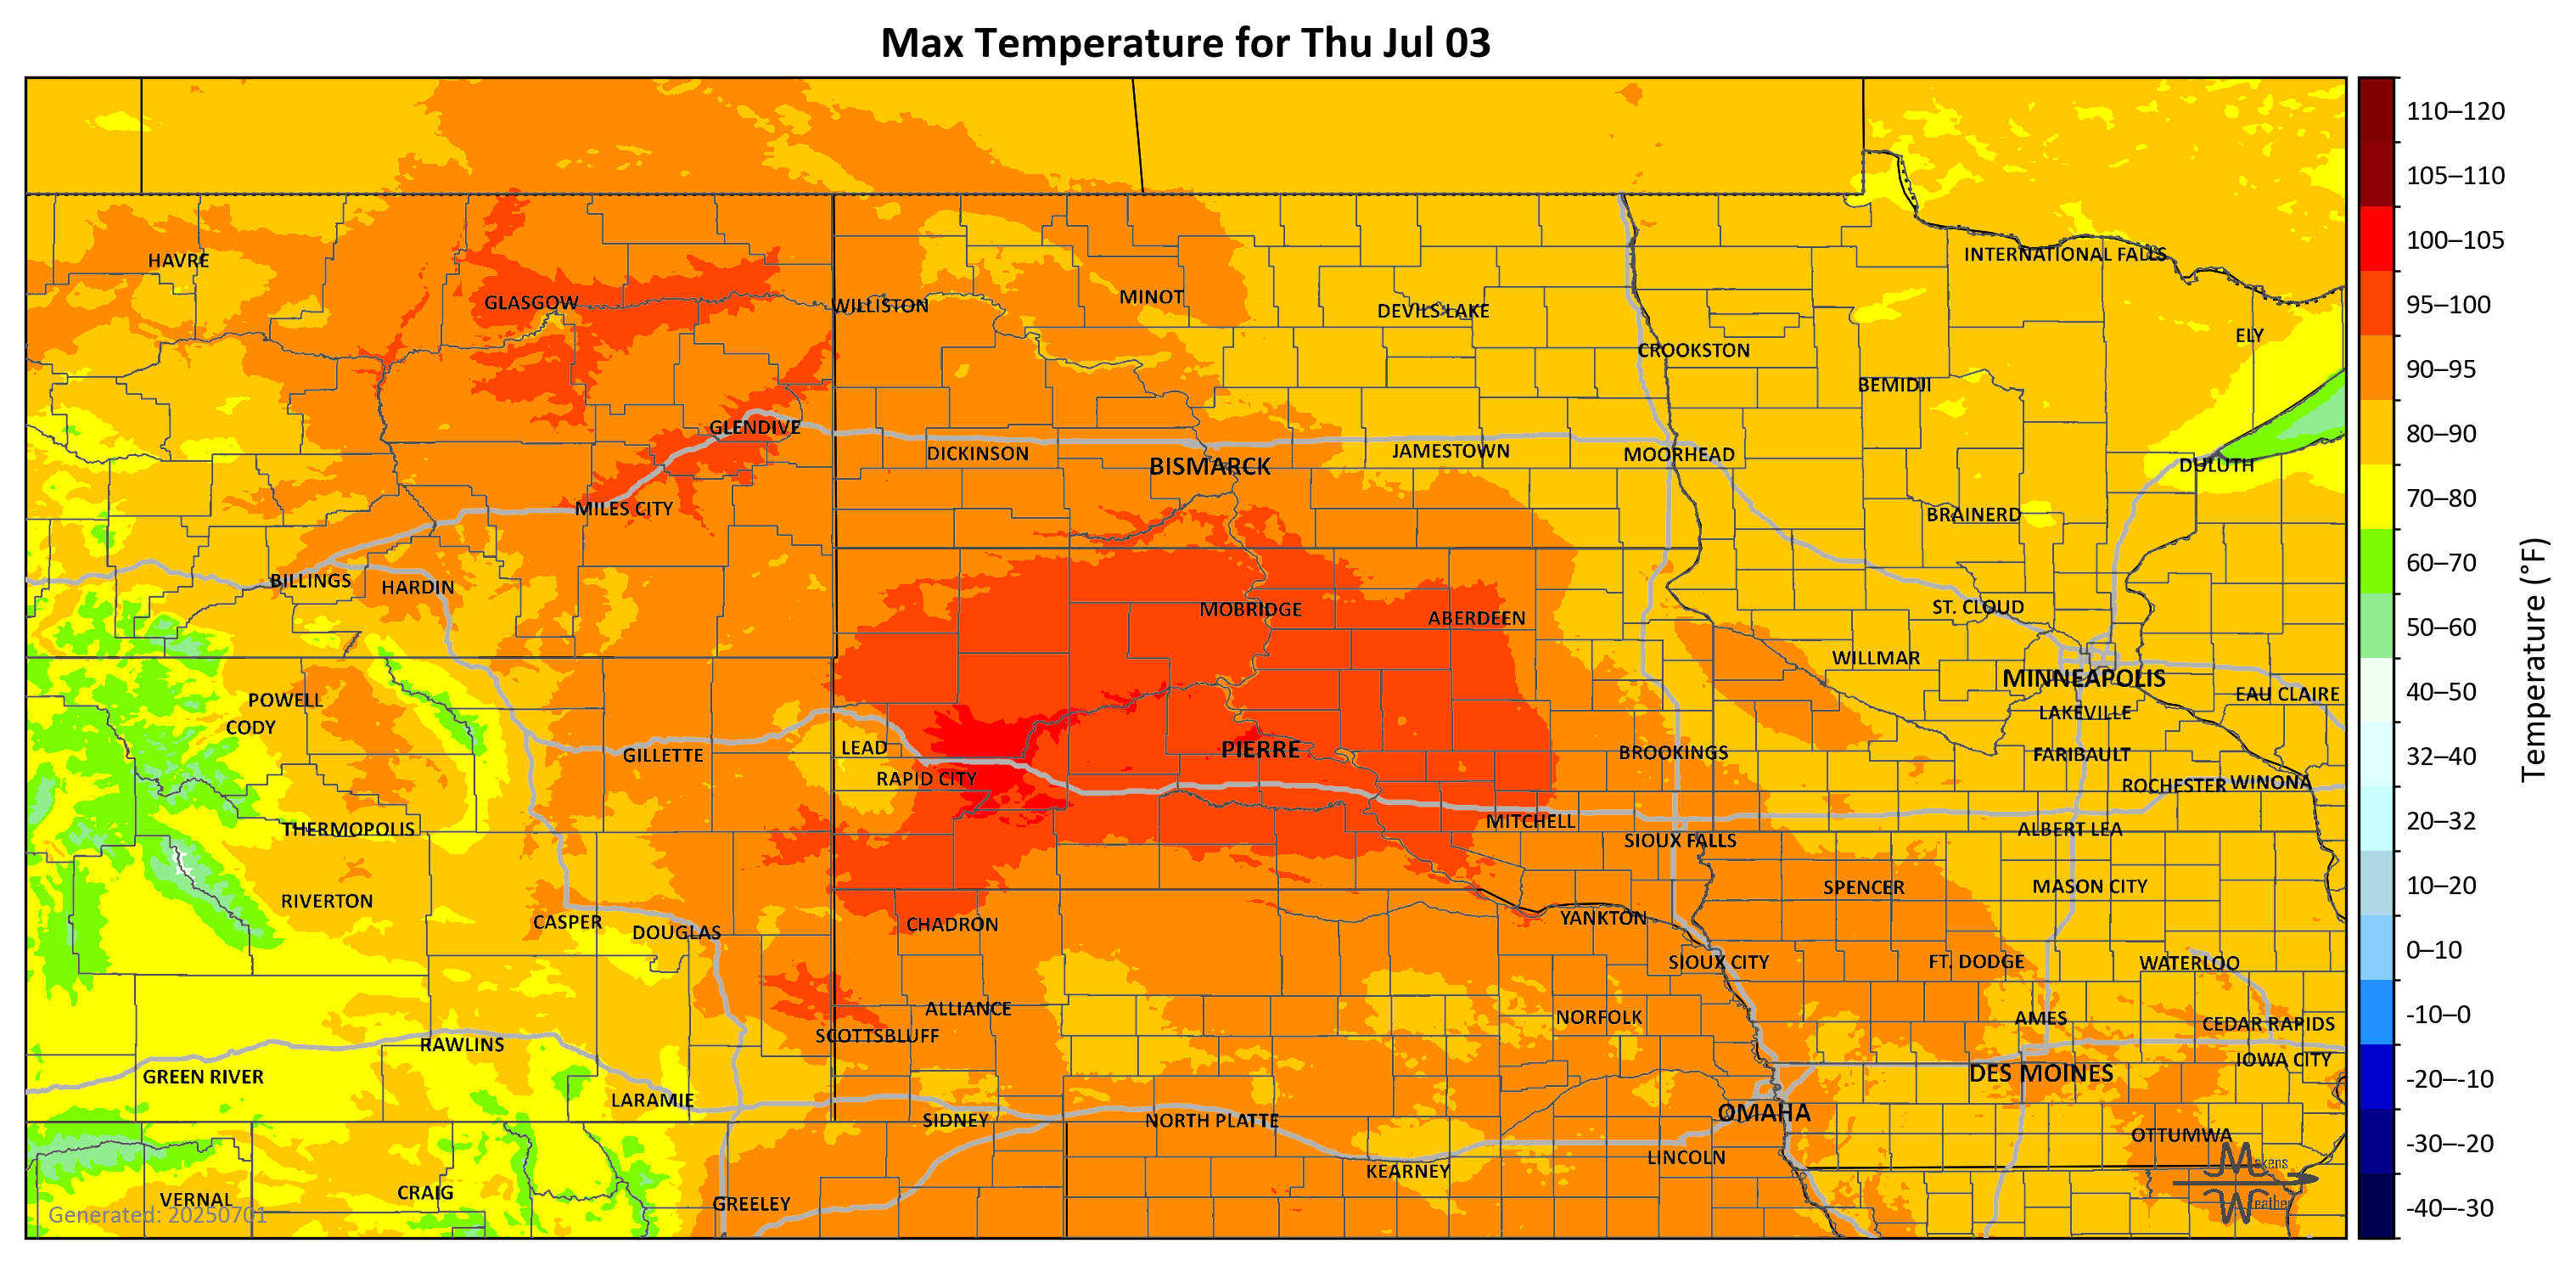 Max Temperature for Thu Jul 03
110–120
105–110
HAVRE
INTERNATIONAL FALLS
100–105
GLASGOW
WILLISTON
MINOT
DEVILS LAKE
95–100
ELY
CROOKSTON
90–95
BEMIDJI
GLENDIVE
80–90
DICKINSON
BISMARCK
JAMESTOWN
MOORHEAD
DULUTH
70–80
MILES CITY
BRAINERD
60–70
BILLINGS
HARDIN
MOBRIDGE
ABERDEEN
ST. CLOUD
50–60
WILLMAR
MINNEAPOLIS
Temperature (°F)
POWELL
EAU CLAIRE
40–50
CODY
LAKEVILLE
GILLETTE
LEAD
PIERRE
BROOKINGS
FARIBAULT
32–40
RAPID CITY
ROCHESTER
WINONA
THERMOPOLIS
MITCHELL
ALBERT LEA
20–32
SIOUX FALLS
RIVERTON
SPENCER
MASON CITY
10–20
CASPER
DOUGLAS
CHADRON
YANKTON
SIOUX CITY
FT. DODGE
WATERLOO
0–10
ALLIANCE
NORFOLK
AMES
CEDAR RAPIDS
-10–0
RAWLINS
SCOTTSBLUFF
IOWA CITY
GREEN RIVER
DES MOINES
-20–-10
LARAMIE
SIDNEY
NORTH PLATTE
OMAHA
OTTUMWA
-30–-20
KEARNEY
LINCOLN
Makens
VERNAL
CRAIG
GREELEY
Weather
-40–-30
Generated: 20250701